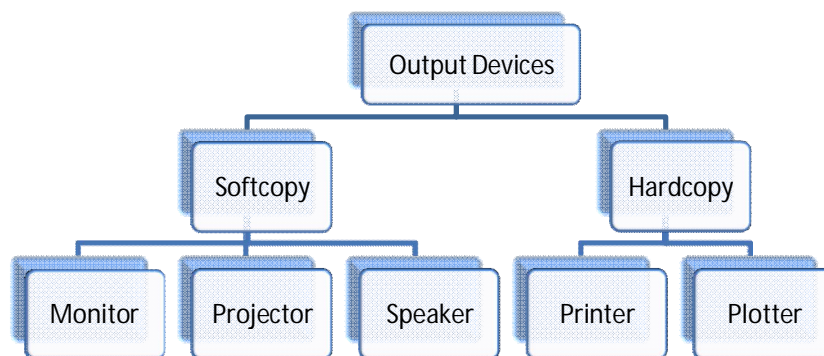 Output Devices
Softcopy
Hardcopy
Monitor
Projector
Speaker
Printer
Plotter